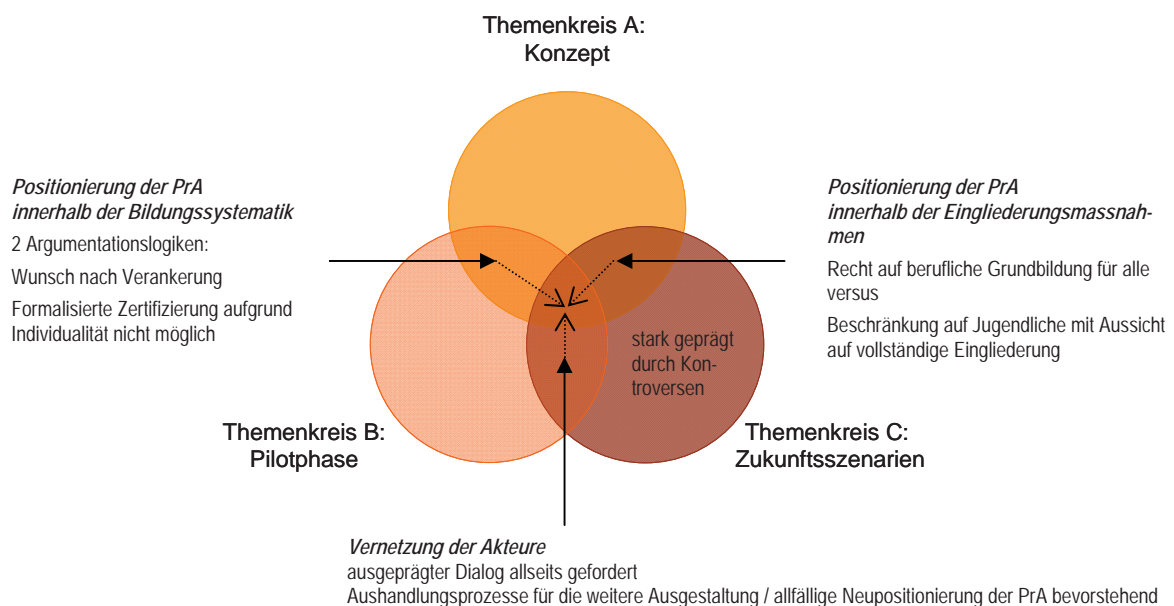 Themenkreis A:
Konzept
Positionierung der PrA
innerhalb der Bildungssystematik
2 Argumentationslogiken:
Wunsch nach Verankerung
Formalisierte Zertifizierung aufgrund
Individualität nicht möglich
Positionierung der PrA
innerhalb der Eingliederungsmassnah-
men
Recht auf berufliche Grundbildung für alle
versus
Beschränkung auf Jugendliche mit Aussicht
auf vollständige Eingliederung
stark geprägt
durch Kon-
troversen
Themenkreis B:
Pilotphase
Themenkreis C:
Zukunftsszenarien
Vernetzung der Akteure
ausgeprägter Dialog allseits gefordert
Aushandlungsprozesse für die weitere Ausgestaltung / allfällige Neupositionierung der PrA bevorstehend